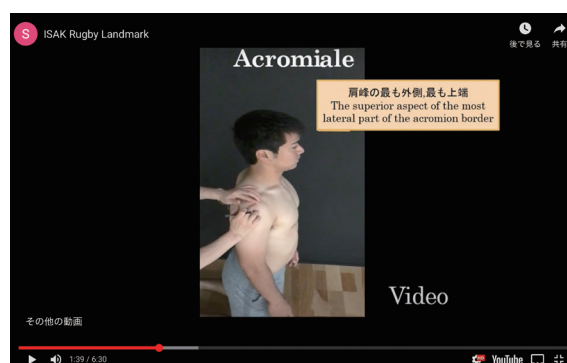 S
ISAK Rugby Landmark
後で見る
共有
Acromiale
肩峰の最も外側,最も上端
The superior aspect of the most
lateral part of the acromion border
Video
その他の動画
1:39 / 6:30
YouTube